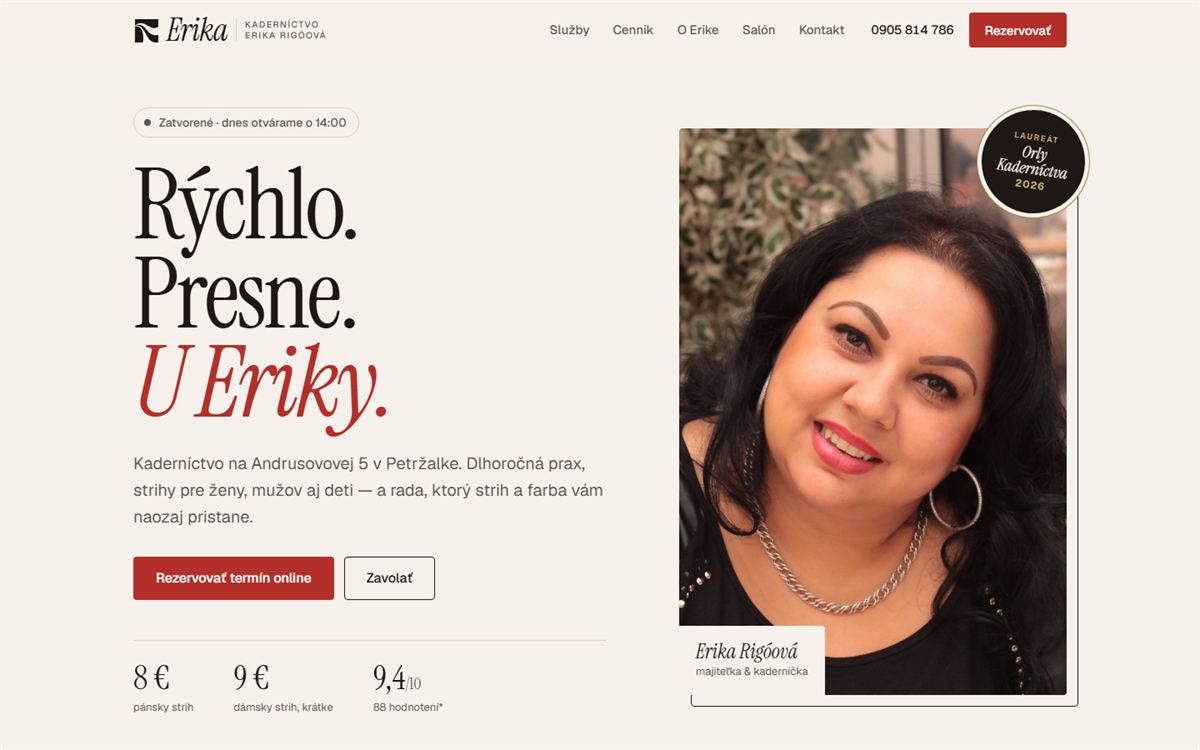 Erika
KADERNÍCTVO
ERIKA RIGÓOVÁ
Služby
Cenník
O Erike
Salón
Kontakt
0905 814 786
Rezervovať
Zatvorené · dnes otvárame o 14:00
Rýchlo.
Presne.
U Eriky.
Kaderníctvo na Andrusovovej 5 v Petržalke. Dlhoročná prax,
strihy pre ženy, mužov aj deti — a rada, ktorý strih a farba vám
naozaj pristane.
Rezervovať termín online
Zavolať
8 €
pánsky strih
9 €
dámsky strih, krátke
9,4/10
88 hodnotení*
LAUREÁT
Orly
Kaderníctva
2026
Erika Rigóová
majiteľka & kaderníčka